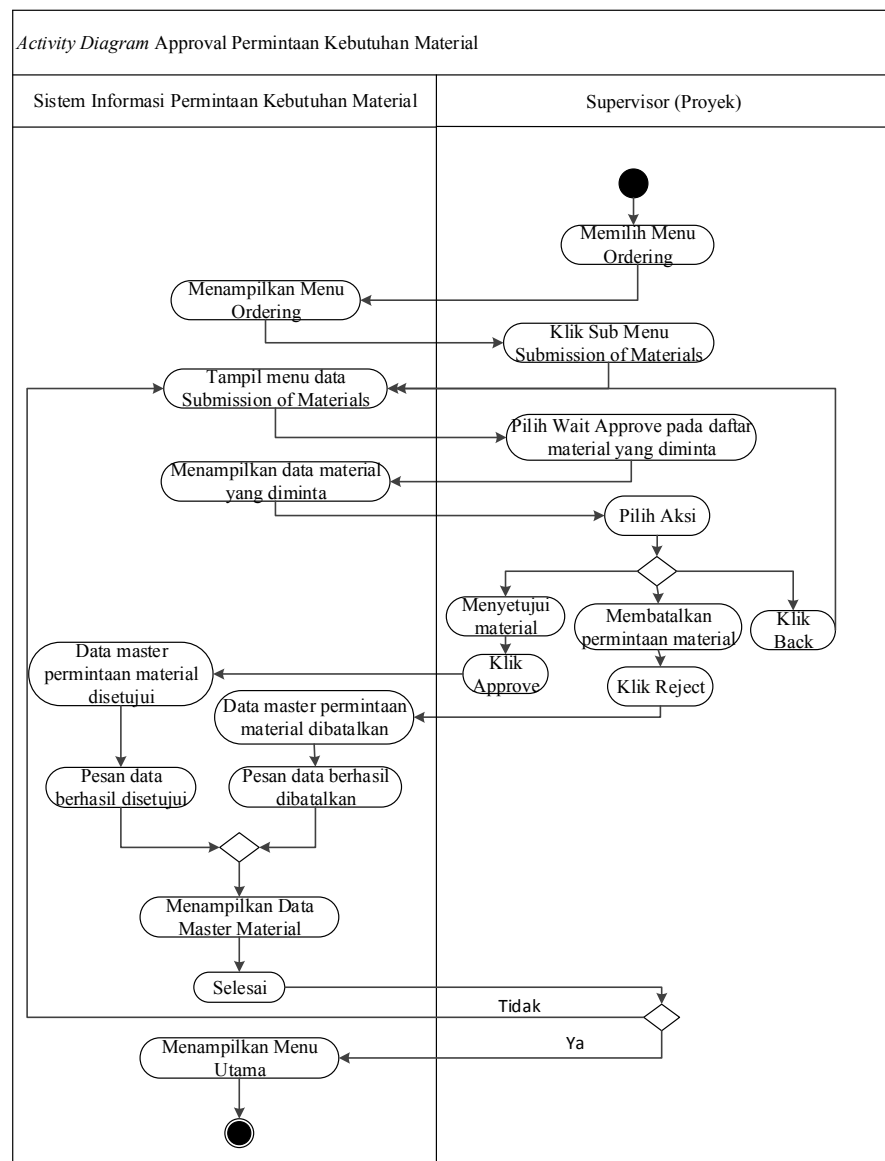 Activity Diagram Approval Permintaan Kebutuhan Material
Sistem Informasi Permintaan Kebutuhan Material
Supervisor (Proyek)
Memilih Menu
Ordering
Menampilkan Menu
Ordering
Klik Sub Menu
Submission of Materials
Tampil menu data
Submission of Materials
Pilih Wait Approve pada daftar
material yang diminta
Menampilkan data material
yang diminta
Pilih Aksi
Menyetujui
material
Membatalkan
permintaan material
Klik
Back
Klik
Approve
Klik Reject
Data master
permintaan material
disetujui
Data master permintaan
material dibatalkan
Pesan data
berhasil disetujui
Pesan data berhasil
dibatalkan
Menampilkan Data
Master Material
Selesai
Tidak
Ya
Menampilkan Menu
Utama